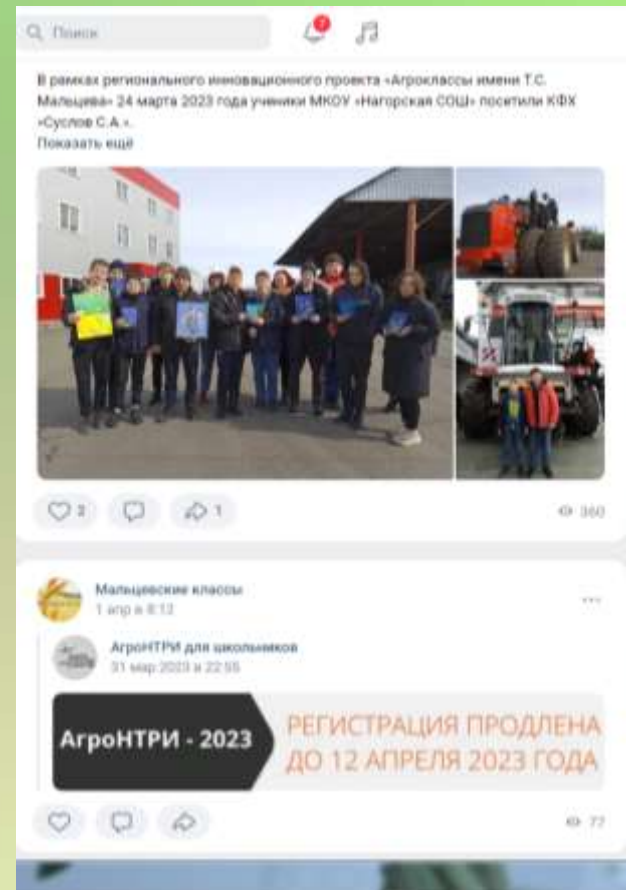 Поиск
7
В рамках регионального инновационного проекта «Агроклассы имени Т.С.
Мальцева» 24 марта 2023 года ученики МКОУ «Нагорская СОШ» посетили КФХ
«Суслов С.А.».
Показать ещё
2
1
360
Мальцевские классы
1 апр в 8:12
АгроНТРИ для школьников
31 мар 2023 в 22:55
АгроНТРИ - 2023
РЕГИСТРАЦИЯ ПРОДЛЕНА
ДО 12 АПРЕЛЯ 2023 ГОДА
77